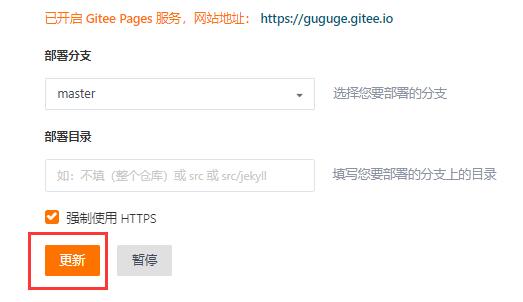 已开启 Gitee Pages 服务，网站地址： https://guguge.gitee.io
部署分支
master 选择您要部署的分支
部署目录
如：不填（整个仓库）或 src 或 src/jekyll 填写您要部署的分支上的目录
强制使用 HTTPS
更新 暂停